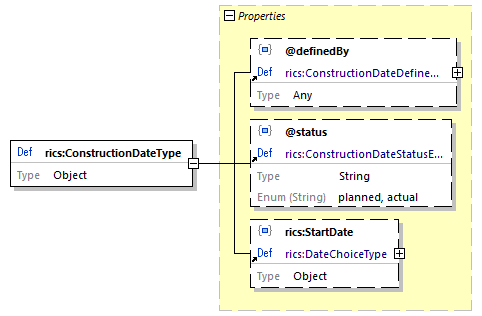 Properties
@definedBy
Def rics:ConstructionDateDefine...
Type Any
@status
Def rics:ConstructionDateStatusE...
Type String
Enum (String) planned, actual
Def rics:ConstructionDateType
Type Object
rics:StartDate
Def rics:DateChoiceType
Type Object